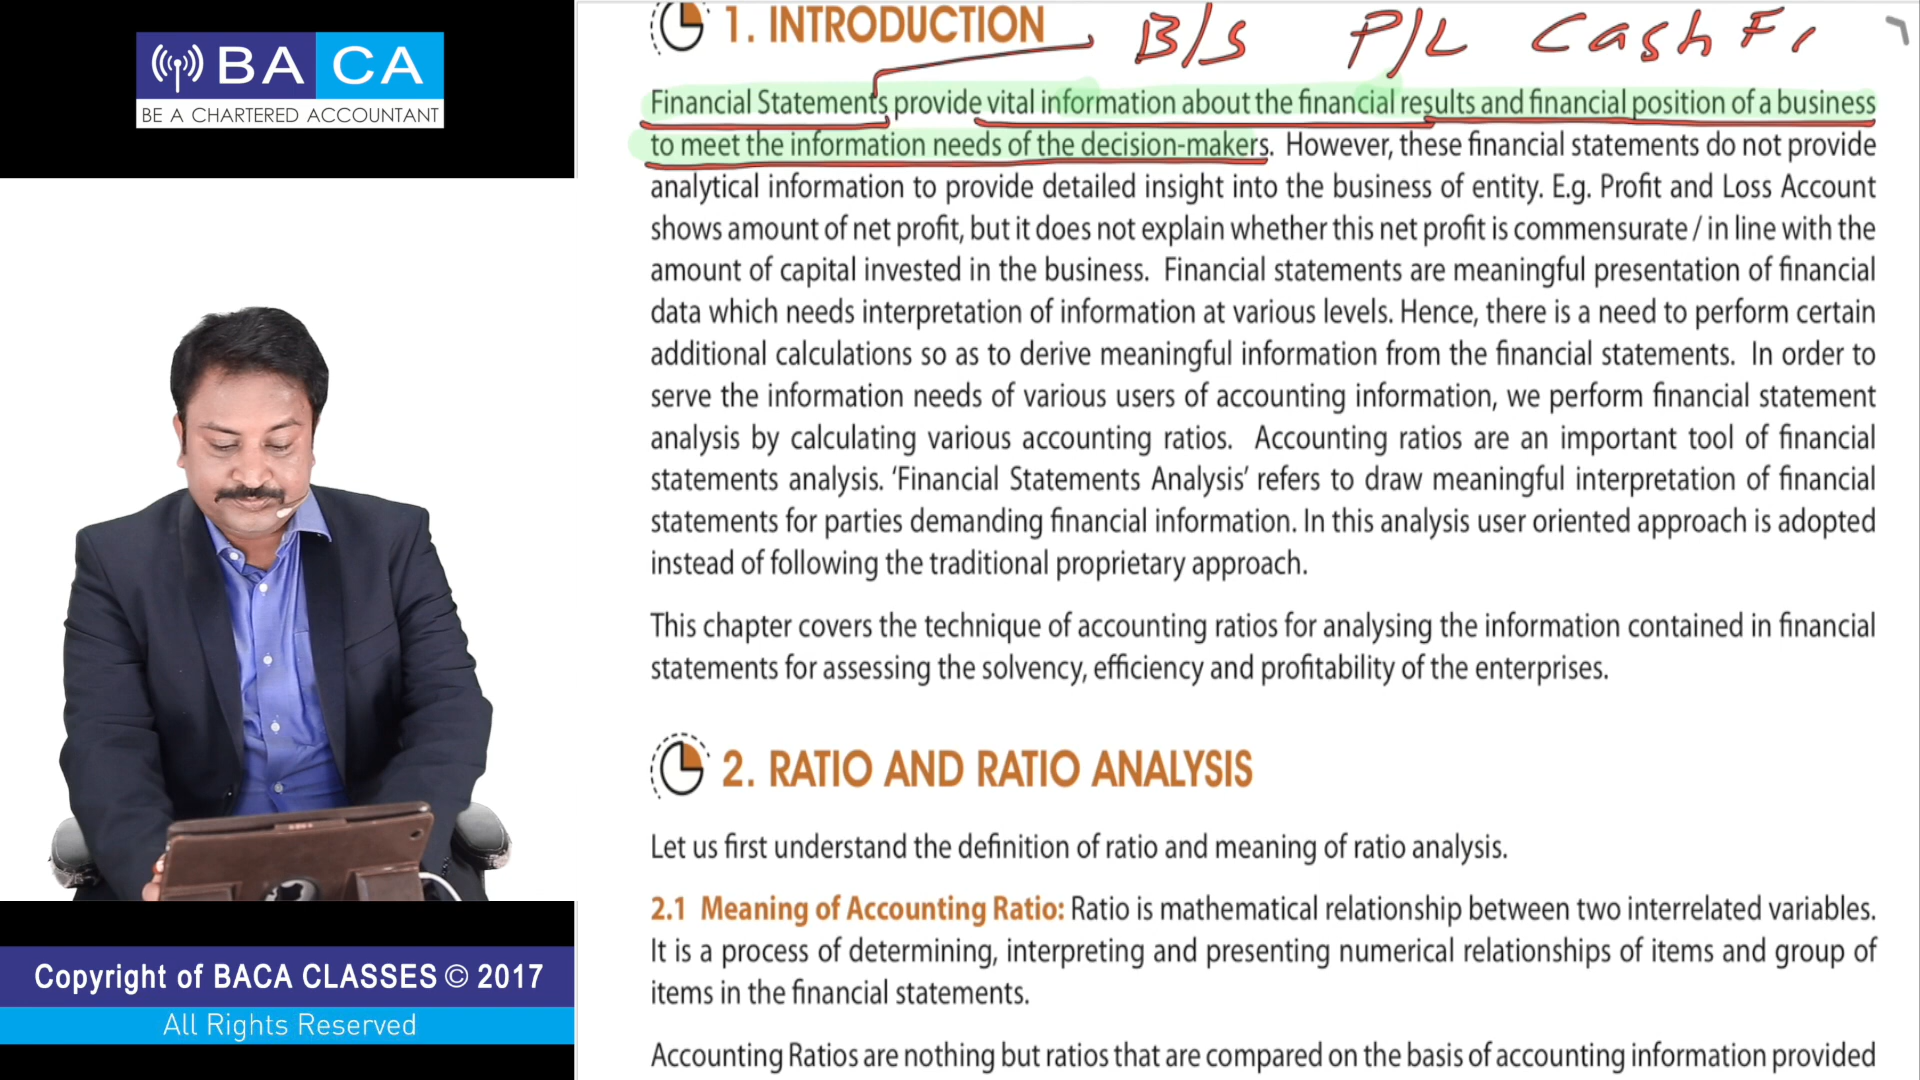 BA CA
BE A CHARTERED ACCOUNTANT
Copyright of BACA CLASSES © 2017
All Rights Reserved
1. INTRODUCTION
B/S P/L Cash F
Financial Statements provide vital information about the financial results and financial position of a business
to meet the information needs of the decision-makers. However, these financial statements do not provide
analytical information to provide detailed insight into the business of entity. E.g. Profit and Loss Account
shows amount of net profit, but it does not explain whether this net profit is commensurate / in line with the
amount of capital invested in the business. Financial statements are meaningful presentation of financial
data which needs interpretation of information at various levels. Hence, there is a need to perform certain
additional calculations so as to derive meaningful information from the financial statements. In order to
serve the information needs of various users of accounting information, we perform financial statement
analysis by calculating various accounting ratios. Accounting ratios are an important tool of financial
statements analysis. ‘Financial Statements Analysis’ refers to draw meaningful interpretation of financial
statements for parties demanding financial information. In this analysis user oriented approach is adopted
instead of following the traditional proprietary approach.
This chapter covers the technique of accounting ratios for analysing the information contained in financial
statements for assessing the solvency, efficiency and profitability of the enterprises.
2. RATIO AND RATIO ANALYSIS
Let us first understand the definition of ratio and meaning of ratio analysis.
2.1 Meaning of Accounting Ratio: Ratio is mathematical relationship between two interrelated variables.
It is a process of determining, interpreting and presenting numerical relationships of items and group of
items in the financial statements.
Accounting Ratios are nothing but ratios that are compared on the basis of accounting information provided